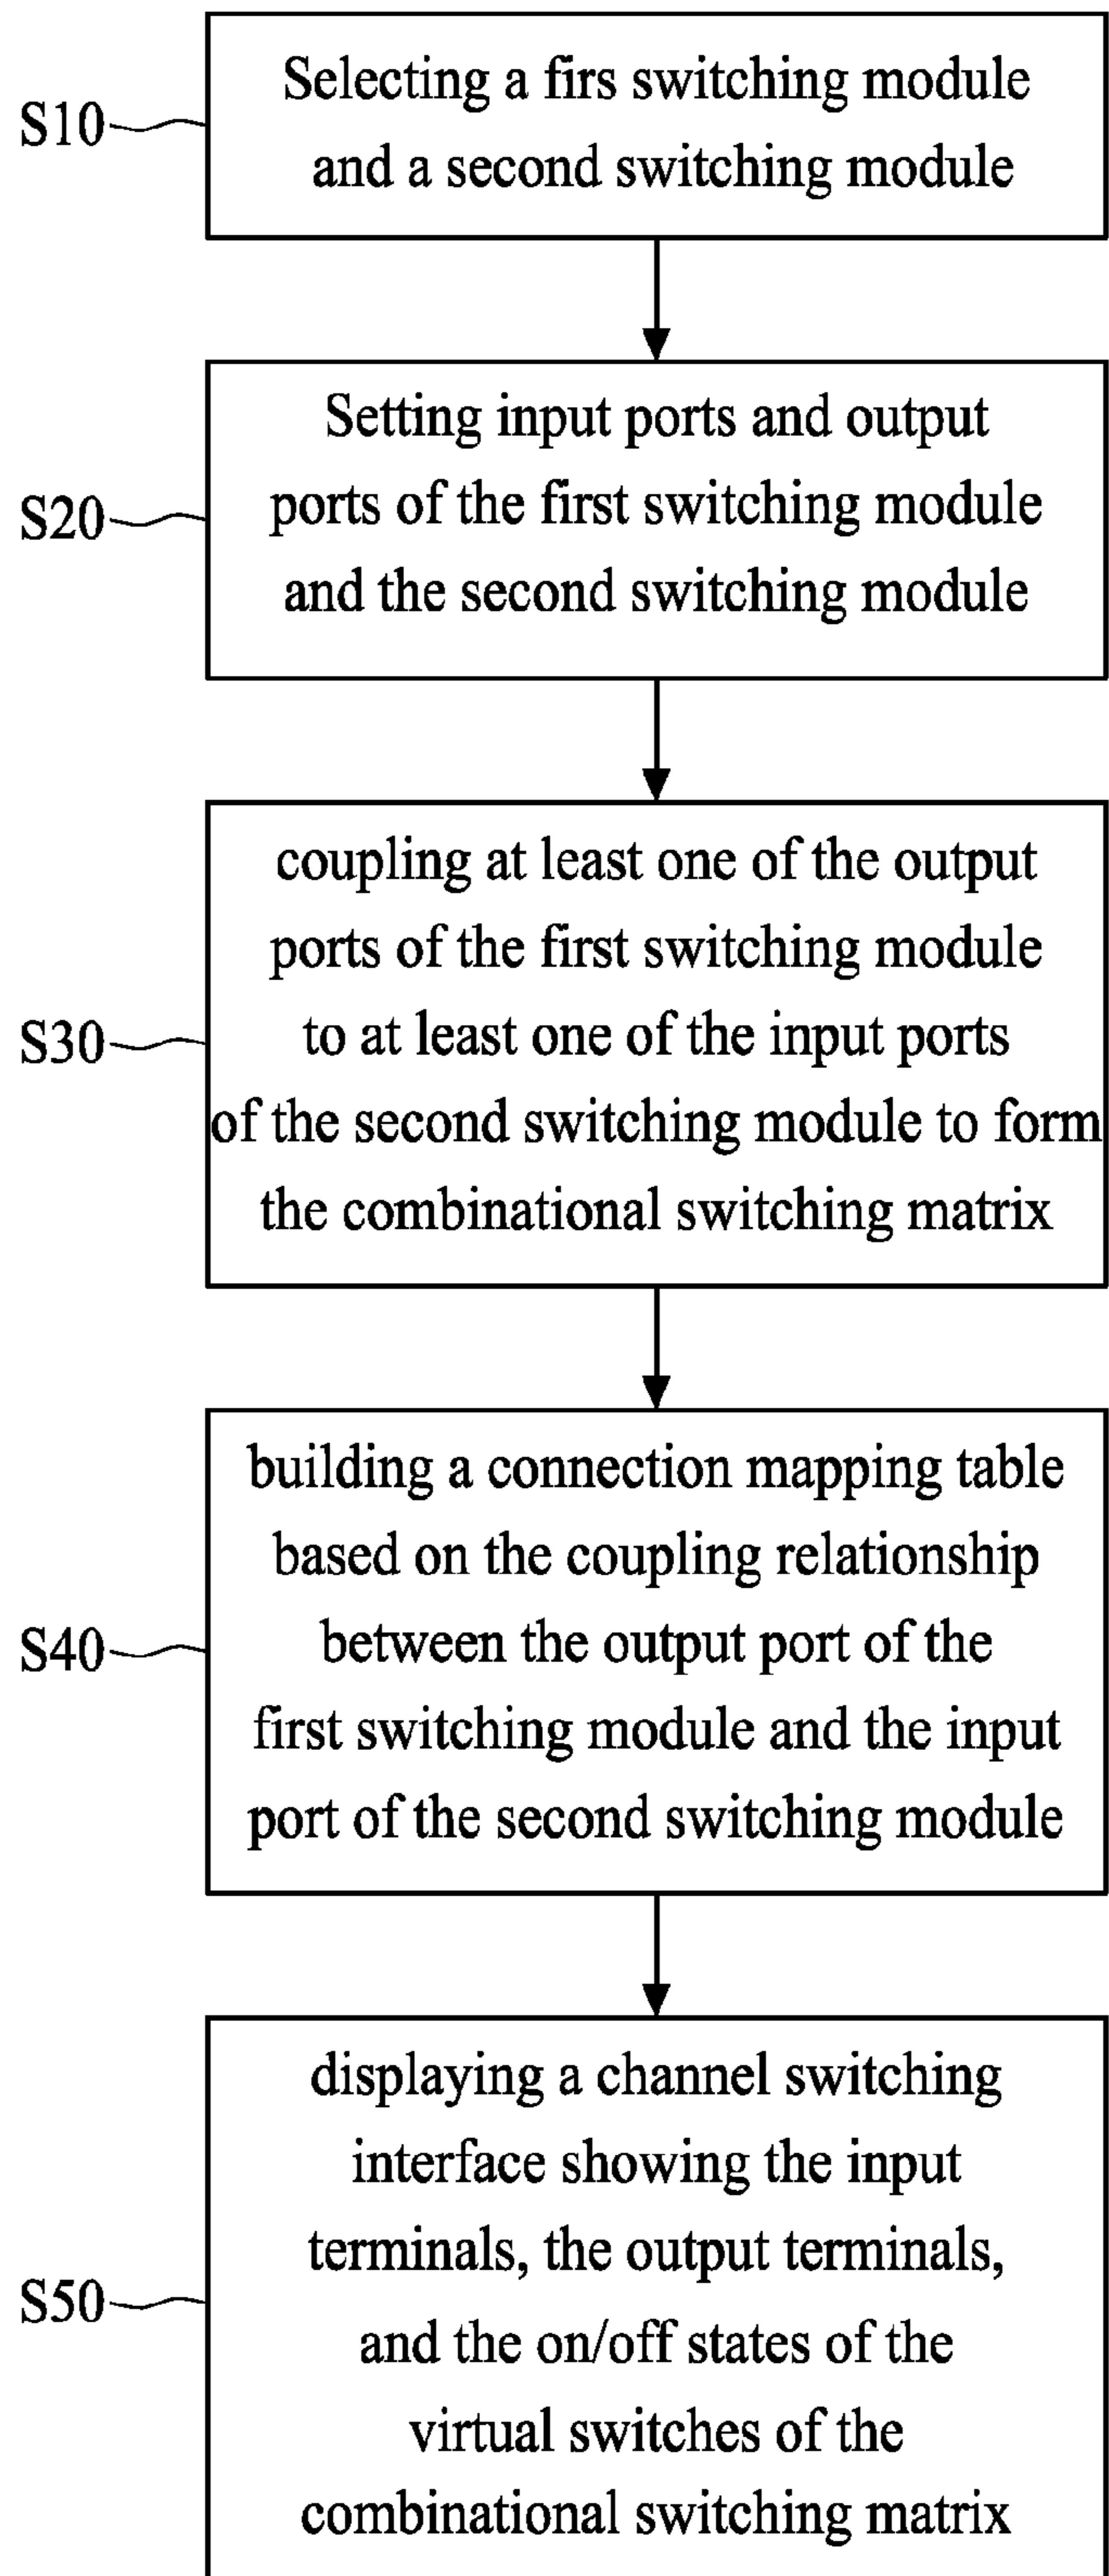 S10
Selecting a firs switching module
and a second switching module
S20
Setting input ports and output
ports of the first switching module
and the second switching module
S30
coupling at least one of the output
ports of the first switching module
to at least one of the input ports
of the second switching module to form
the combinational switching matrix
S40
building a connection mapping table
based on the coupling relationship
between the output port of the
first switching module and the input
port of the second switching module
S50
displaying a channel switching
interface showing the input
terminals, the output terminals,
and the on/off states of the
virtual switches of the
combinational switching matrix